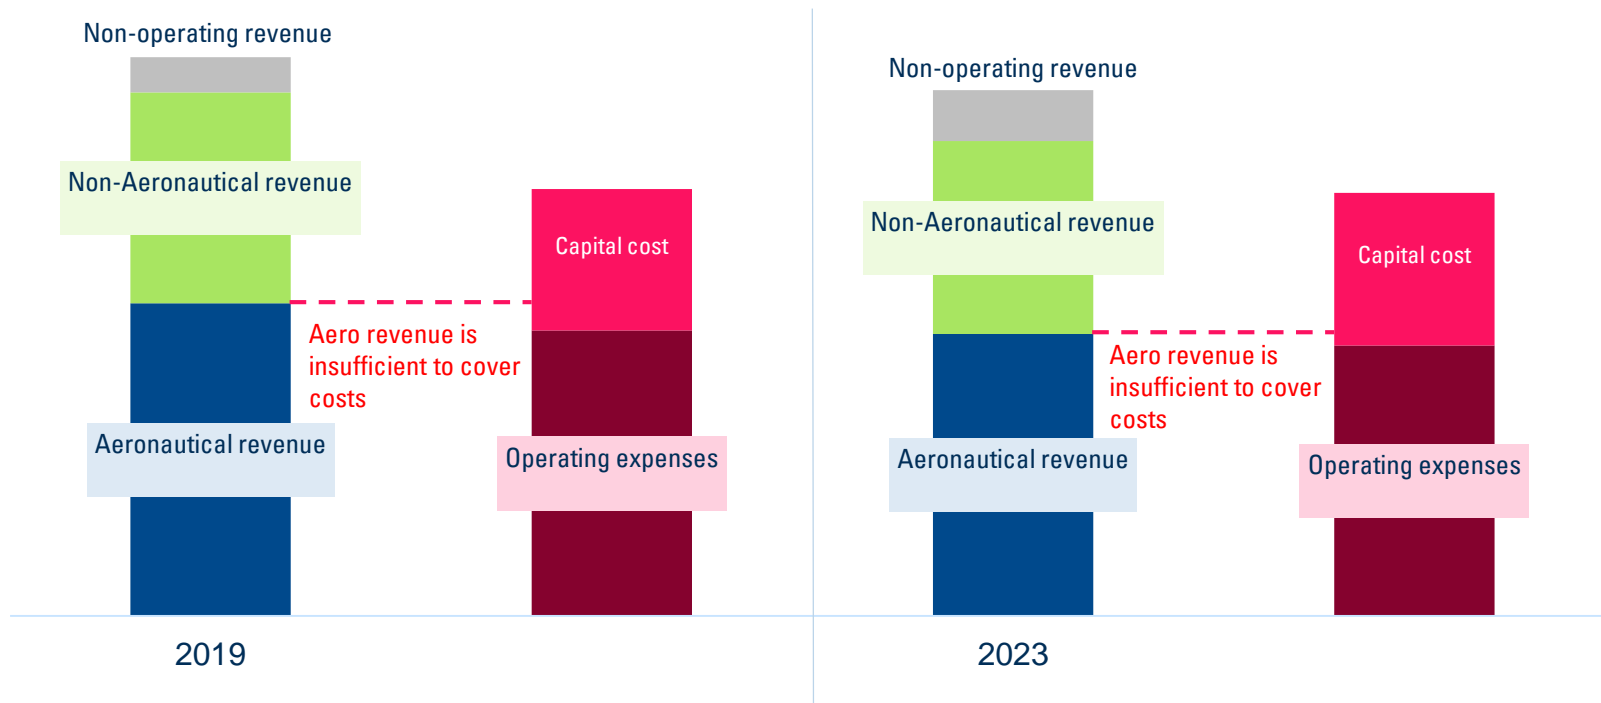 Non-operating revenue
Non-Aeronautical revenue
Capital cost
Aero revenue is
insufficient to cover
costs
Aeronautical revenue
Operating expenses
2019
Non-operating revenue
Non-Aeronautical revenue
Capital cost
Aero revenue is
insufficient to cover
costs
Aeronautical revenue
Operating expenses
2023